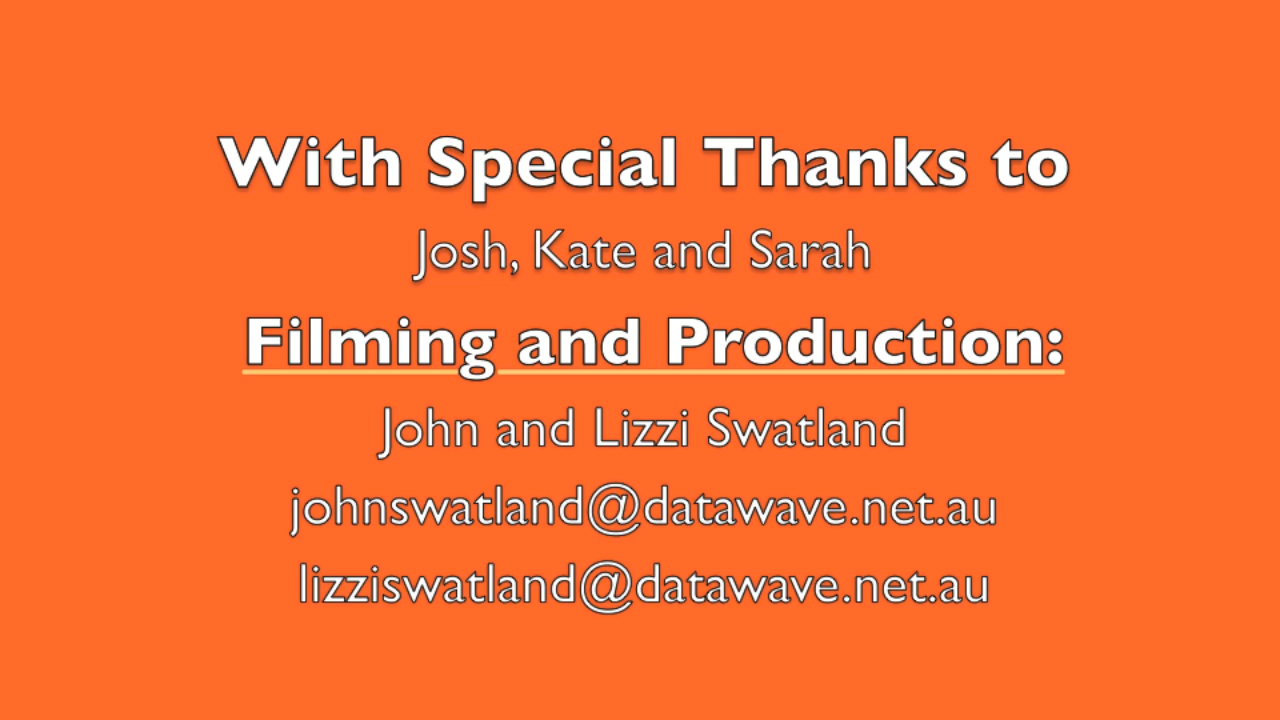 With Special Thanks to
Josh, Kate and Sarah
Filming and Production:
John and Lizzi Swatland
johnswatland@datawave.net.au
lizziswatland@datawave.net.au